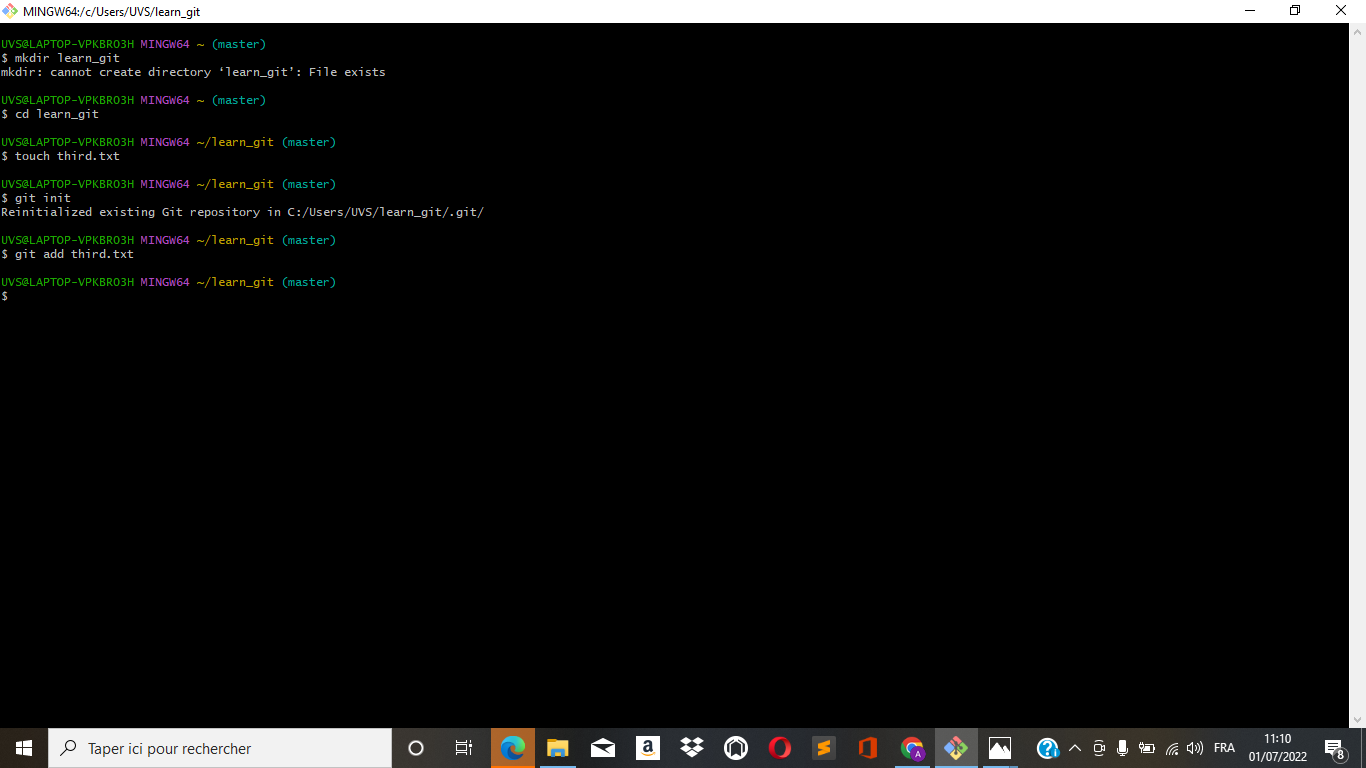 MINGW64:/c/Users/UVS/learn_git
UVS@LAPTOP-VPKBRO3H MINGW64 ~ (master)
$ mkdir learn_git
mkdir: cannot create directory ‘learn_git’: File exists
UVS@LAPTOP-VPKBRO3H MINGW64 ~ (master)
$ cd learn_git
UVS@LAPTOP-VPKBRO3H MINGW64 ~/learn_git (master)
$ touch third.txt
UVS@LAPTOP-VPKBRO3H MINGW64 ~/learn_git (master)
$ git init
Reinitialized existing Git repository in C:/Users/UVS/learn_git/.git/
UVS@LAPTOP-VPKBRO3H MINGW64 ~/learn_git (master)
$ git add third.txt
UVS@LAPTOP-VPKBRO3H MINGW64 ~/learn_git (master)
$
Taper ici pour rechercher
FRA
11:10
01/07/2022
8